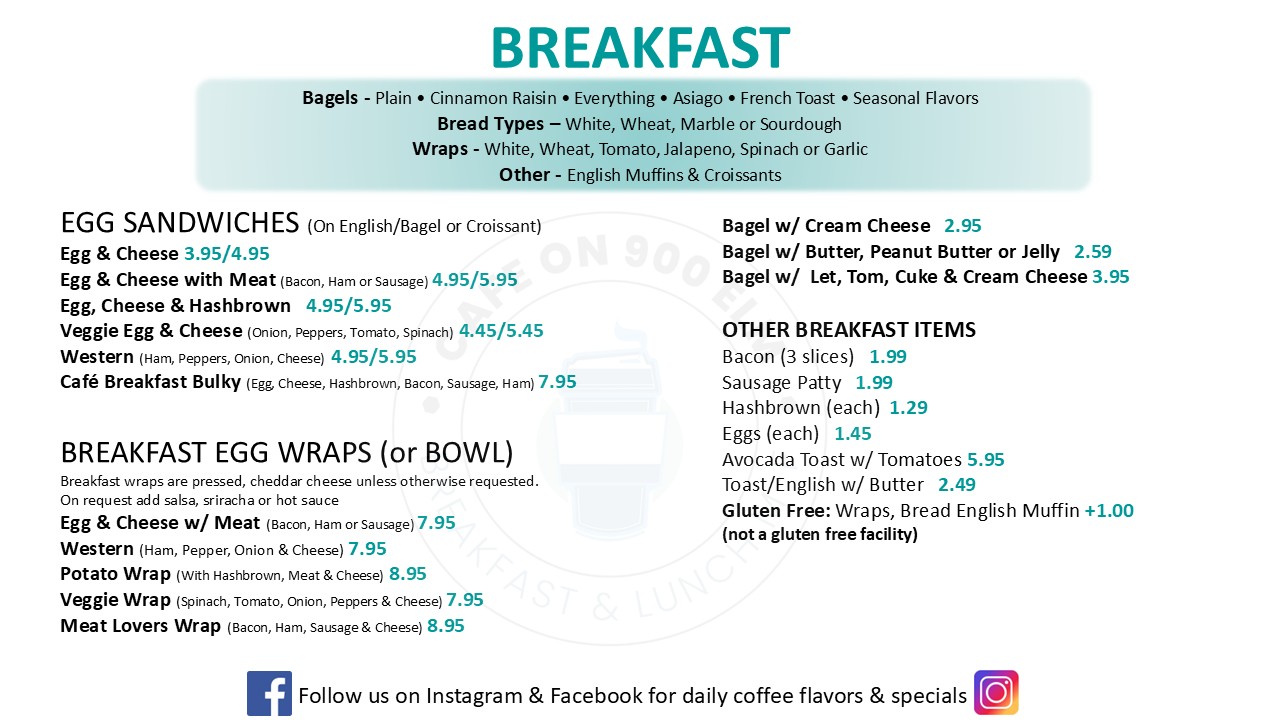 BREAKFAST
Bagels - Plain • Cinnamon Raisin • Everything • Asiago • French Toast • Seasonal Flavors
Bread Types – White, Wheat, Marble or Sourdough
Wraps - White, Wheat, Tomato, Jalapeno, Spinach or Garlic
Other - English Muffins & Croissants
EGG SANDWICHES (On English/Bagel or Croissant)
Egg & Cheese 3.95/4.95
Egg & Cheese with Meat (Bacon, Ham or Sausage) 4.95/5.95
Egg, Cheese & Hashbrown 4.95/5.95
Veggie Egg & Cheese (Onion, Peppers, Tomato, Spinach) 4.45/5.45
Western (Ham, Peppers, Onion, Cheese) 4.95/5.95
Café Breakfast Bulky (Egg, Cheese, Hashbrown, Bacon, Sausage, Ham) 7.95
BREAKFAST EGG WRAPS (or BOWL)
Breakfast wraps are pressed, cheddar cheese unless otherwise requested.
On request add salsa, sriracha or hot sauce
Egg & Cheese w/ Meat (Bacon, Ham or Sausage) 7.95
Western (Ham, Pepper, Onion & Cheese) 7.95
Potato Wrap (With Hashbrown, Meat & Cheese) 8.95
Veggie Wrap (Spinach, Tomato, Onion, Peppers & Cheese) 7.95
Meat Lovers Wrap (Bacon, Ham, Sausage & Cheese) 8.95
Bagel w/ Cream Cheese 2.95
Bagel w/ Butter, Peanut Butter or Jelly 2.59
Bagel w/ Let, Tom, Cuke & Cream Cheese 3.95
OTHER BREAKFAST ITEMS
Bacon (3 slices) 1.99
Sausage Patty 1.99
Hashbrown (each) 1.29
Eggs (each) 1.45
Avocada Toast w/ Tomatoes 5.95
Toast/English w/ Butter 2.49
Gluten Free: Wraps, Bread English Muffin +1.00
(not a gluten free facility)
CAFE ON 900 ELM
BREAKFAST & LUNCH
Follow us on Instagram & Facebook for daily coffee flavors & specials